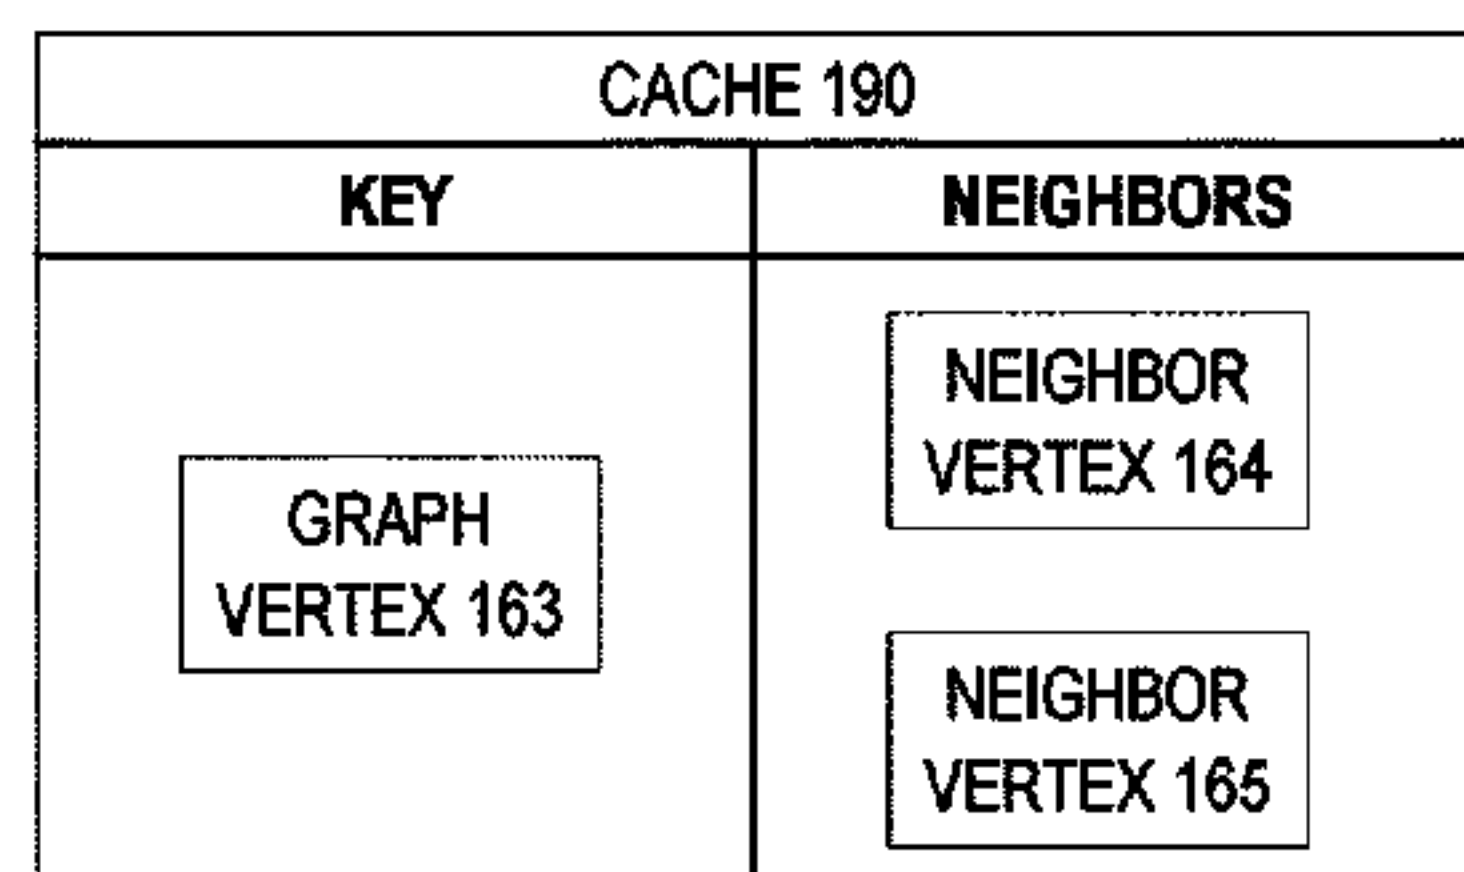 CACHE 190
KEY
NEIGHBORS
GRAPH
VERTEX 163
NEIGHBOR
VERTEX 164
NEIGHBOR
VERTEX 165